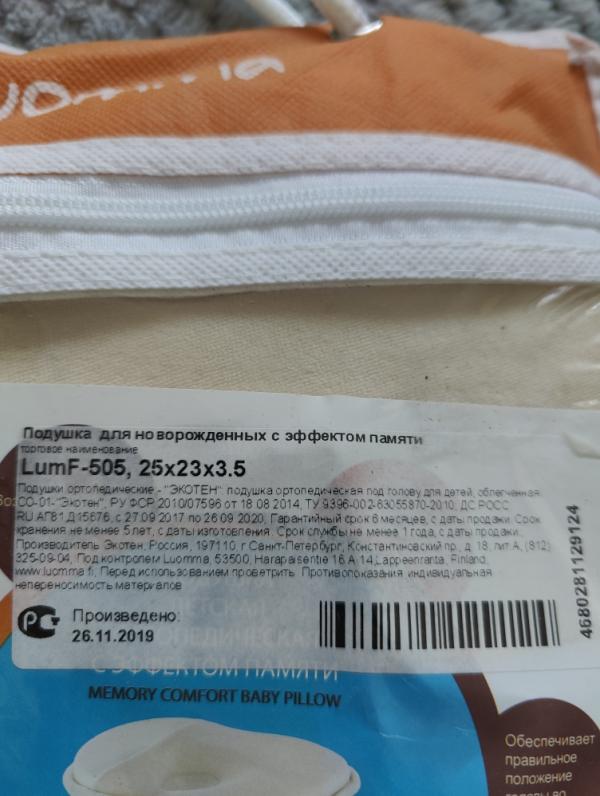 Luomma
Подушка для новорожденных с эффектом памяти
торговое наименование
LumF-505, 25x23x3.5
Подушки ортопедические - "ЭКОТЕН": подушка ортопедическая под голову для детей, облегченная.
СО-01-"Экотен", РУ ФСР 2010/07596 от 18 08 2014, ТУ 9396-002-63055870-2010, ДС РОСС
RU.АГ81.Д15676, с 27.09 2017 по 26 09 2020, Гарантийный срок 6 месяцев, с даты продажи. Срок
хранения не менее 5 лет, с даты изготовления. Срок службы не менее 1 года, с даты продажи.
Производитель Экотен, Россия, 197110, г Санкт-Петербург, Константиновский пр., д. 18, лит.А, (812)
325-09-04, Под контролем Luomma, 53500, Harapaisentie 16 A 14,Lappeenranta, Finland,
www.luomma.fi, Перед использованием проветрить. Противопоказания: индивидуальная
непереносимость материалов
Произведено:
26.11.2019
4680281129124
С ЭФФЕКТОМ ПАМЯТИ
MEMORY COMFORT BABY PILLOW
Обеспечивает
правильное
положение
головы во